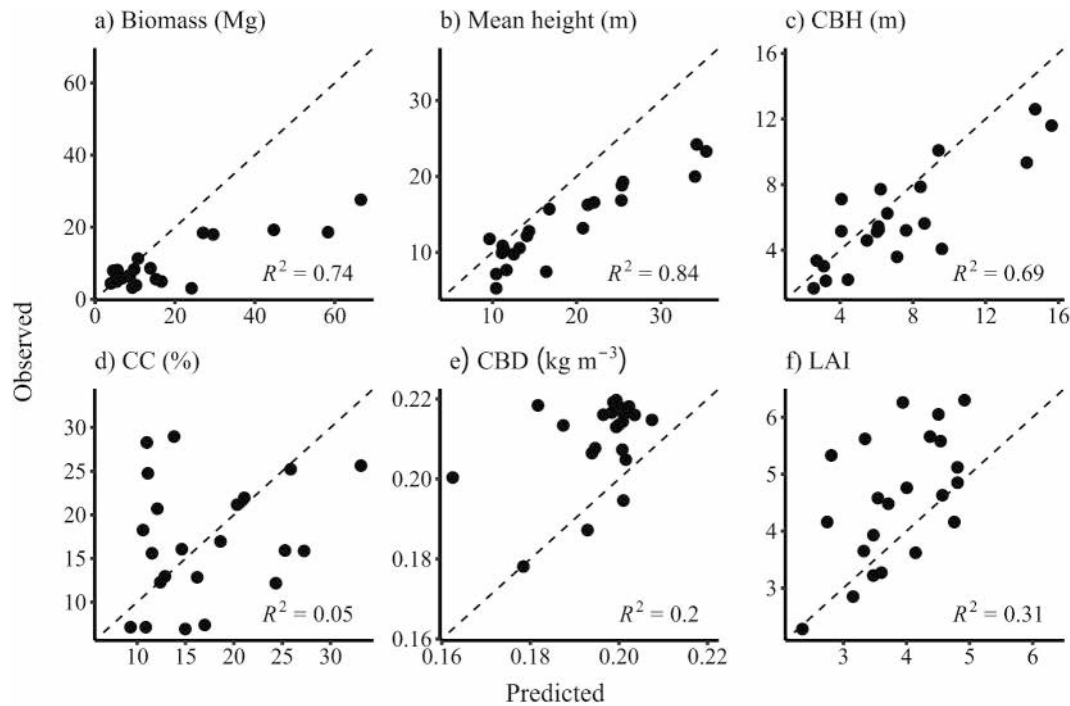 a) Biomass (Mg)
60
40
20
0
0 20 40 60
R² = 0.74
b) Mean height (m)
30
20
10
10 20 30
R² = 0.84
c) CBH (m)
16
12
8
4
4 8 12 16
R² = 0.69
Observed
d) CC (%)
30
25
20
15
10
10 15 20 25 30
R² = 0.05
e) CBD (kg m⁻³)
0.22
0.20
0.18
0.16
0.16 0.18 0.20 0.22
R² = 0.2
f) LAI
6
5
4
3
3 4 5 6
R² = 0.31
Predicted